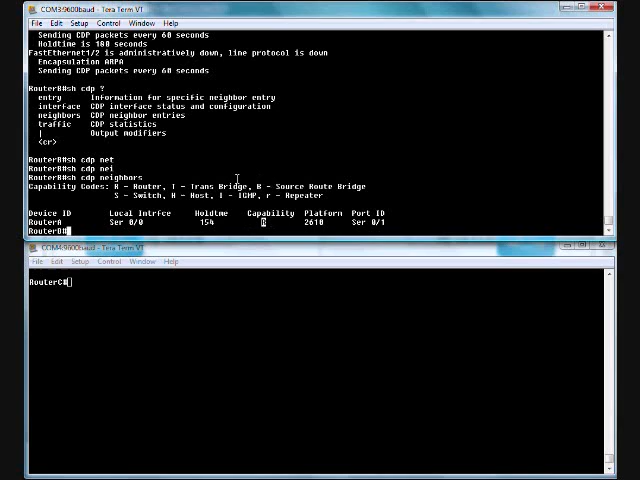 COM3:9600baud - Tera Term VT
File Edit Setup Control Window Help
Sending CDP packets every 60 seconds
Holdtime is 180 seconds
FastEthernet1/2 is administratively down, line protocol is down
Encapsulation ARPA
Sending CDP packets every 60 seconds
RouterB#sh cdp ?
entry Information for specific neighbor entry
interface CDP interface status and configuration
neighbors CDP neighbor entries
traffic CDP statistics
| Output modifiers
<cr>
RouterB#sh cdp net
RouterB#sh cdp nei
RouterB#sh cdp neighbors
Capability Codes: R - Router, T - Trans Bridge, B - Source Route Bridge
S - Switch, H - Host, I - IGMP, r - Repeater
Device ID Local Intrfce Holdtme Capability Platform Port ID
RouterA Ser 0/0 154 R 2610 Ser 0/1
RouterB#
COM4:9600baud - Tera Term VT
File Edit Setup Control Window Help
RouterC#